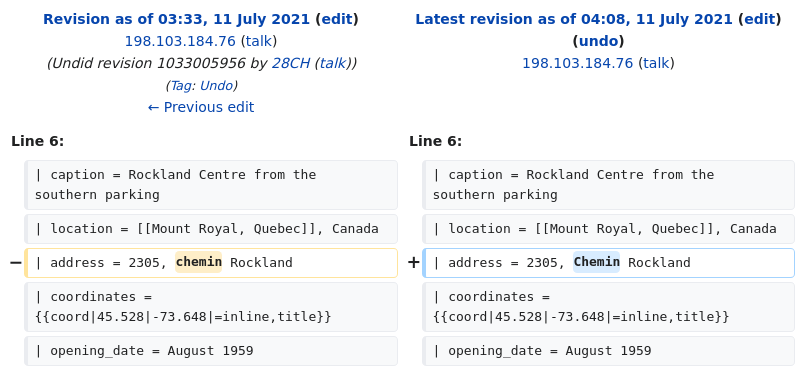 Revision as of 03:33, 11 July 2021 (edit)
198.103.184.76 (talk)
(Undid revision 1033005956 by 28CH (talk))
(Tag: Undo)
← Previous edit
Latest revision as of 04:08, 11 July 2021 (edit)
(undo)
198.103.184.76 (talk)
Line 6:
| caption = Rockland Centre from the
southern parking
| location = [[Mount Royal, Quebec]], Canada
− | address = 2305, chemin Rockland
| coordinates =
{{coord|45.528|-73.648|=inline,title}}
| opening_date = August 1959
Line 6:
| caption = Rockland Centre from the
southern parking
| location = [[Mount Royal, Quebec]], Canada
+ | address = 2305, Chemin Rockland
| coordinates =
{{coord|45.528|-73.648|=inline,title}}
| opening_date = August 1959